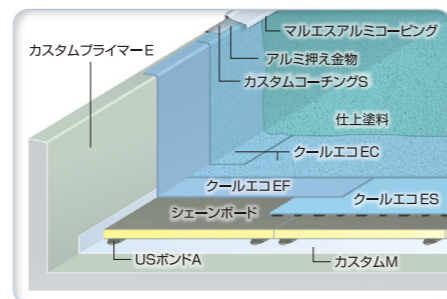 マルエスアルミコーピング
カスタムプライマーE
アルミ押え金物
カスタムコーチングS
仕上塗料
クールエコEC
クールエコEF
クールエコES
シェーンボード
USボンドA
カスタムM